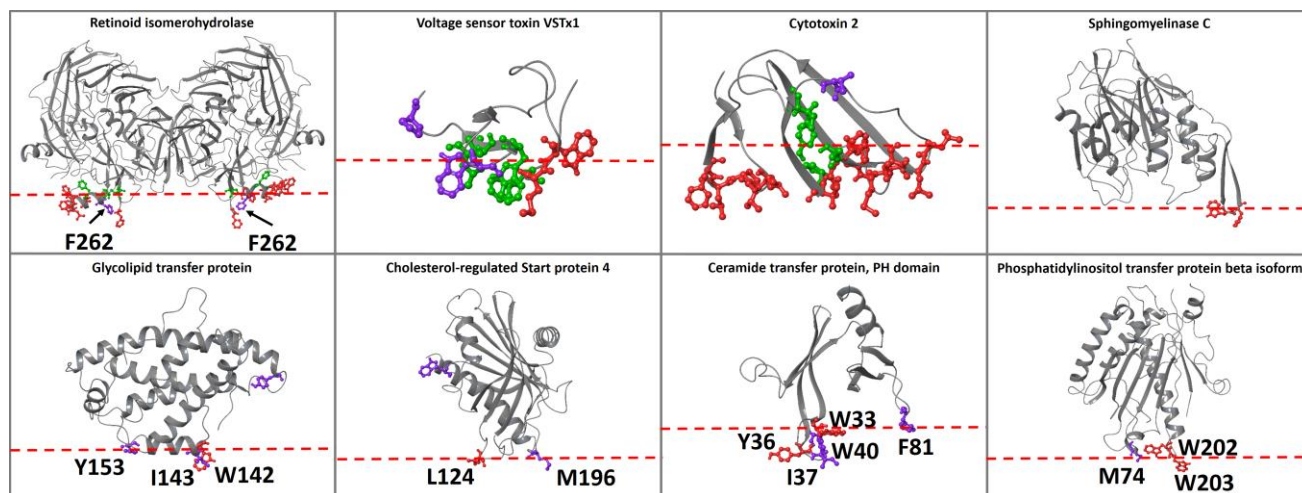 Retinoid isomerohydrolase
Voltage sensor toxin VSTx1
Cytotoxin 2
Sphingomyelinase C
F262
F262
Glycolipid transfer protein
Cholesterol-regulated Start protein 4
Ceramide transfer protein, PH domain
Phosphatidylinositol transfer protein beta isoform
Y153
I143
W142
L124
M196
W33
Y36
W40
F81
I37
W202
M74
W203